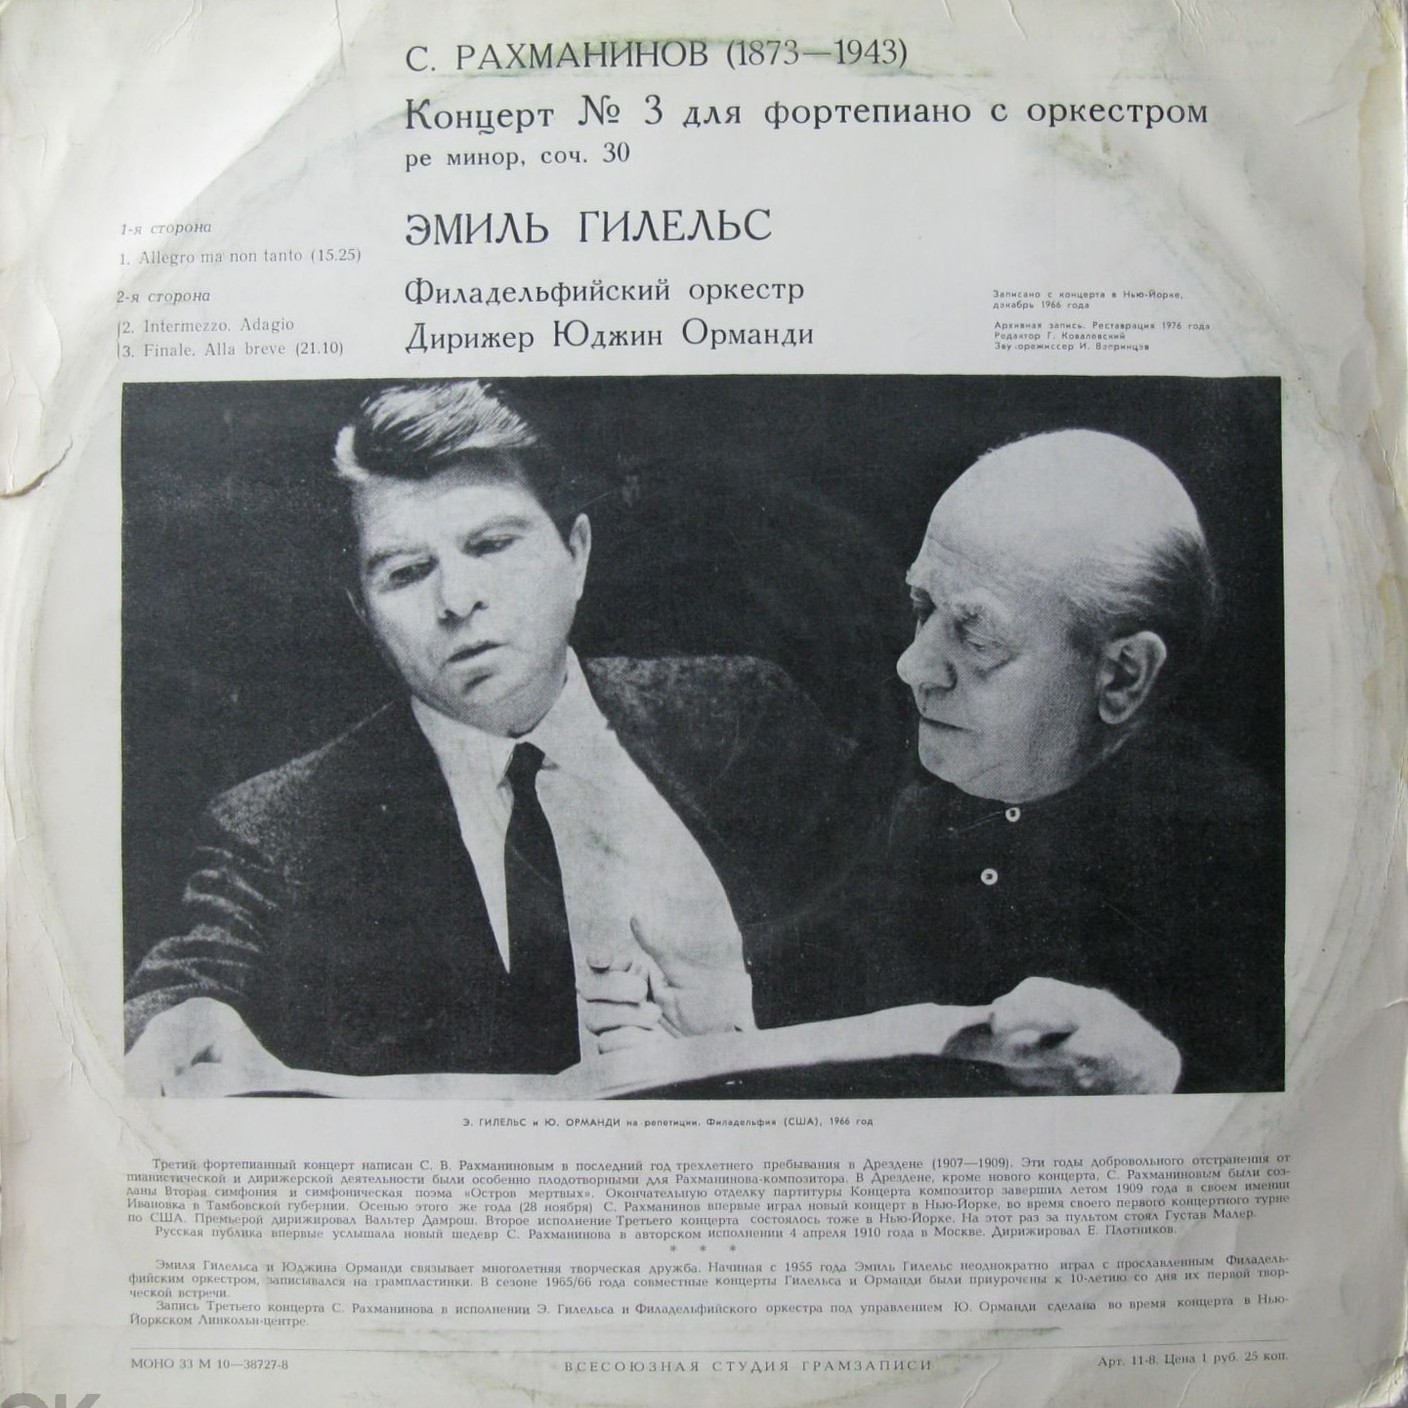 С. РАХМАНИНОВ (1873—1943)
Концерт № 3 для фортепиано с оркестром
ре минор, соч. 30
ЭМИЛЬ ГИЛЕЛЬС
Филадельфийский оркестр
Дирижер Юджин Орманди
1-я сторона
1. Allegro ma non tanto (15.25)
2-я сторона
2. Intermezzo. Adagio
3. Finale. Alla breve (21.10)
Записано с концерта в Нью-Йорке,
декабрь 1966 года
Архивная запись. Реставрация 1976 года
Редактор Г. Ковалевский
Звукорежиссер И. Вепринцев
Э. ГИЛЕЛЬС и Ю. ОРМАНДИ на репетиции. Филадельфия (США), 1966 год
Третий фортепианный концерт написан С. В. Рахманиновым в последний год трехлетнего пребывания в Дрездене (1907—1909). Эти годы добровольного отстранения от
пианистической и дирижерской деятельности были особенно плодотворными для Рахманинова-композитора. В Дрездене, кроме нового концерта, С. Рахманиновым были соз-
даны Вторая симфония и симфоническая поэма «Остров мертвых». Окончательную отделку партитуры Концерта композитор завершил летом 1909 года в своем имении
Ивановка в Тамбовской губернии. Осенью этого же года (28 ноября) С. Рахманинов впервые играл новый концерт в Нью-Йорке, во время своего первого концертного турне
по США. Премьерой дирижировал Вальтер Дамрош. Второе исполнение Третьего концерта состоялось тоже в Нью-Йорке. На этот раз за пультом стоял Густав Малер.
Русская публика впервые услышала новый шедевр С. Рахманинова в авторском исполнении 4 апреля 1910 года в Москве. Дирижировал Е. Плотников.
* * *
Эмиля Гилельса и Юджина Орманди связывает многолетняя творческая дружба. Начиная с 1955 года Эмиль Гилельс неоднократно играл с прославленным Филадель-
фийским оркестром, записывался на грампластинки. В сезоне 1965/66 года совместные концерты Гилельса и Орманди были приурочены к 10-летию со дня их первой твор-
ческой встречи.
Запись Третьего концерта С. Рахманинова в исполнении Э. Гилельса и Филадельфийского оркестра под управлением Ю. Орманди сделана во время концерта в Нью-
Йоркском Линкольн-центре.
МОНО 33 М 10—38727-8
ВСЕСОЮЗНАЯ СТУДИЯ ГРАМЗАПИСИ
Арт. 11-8. Цена 1 руб. 25 коп.